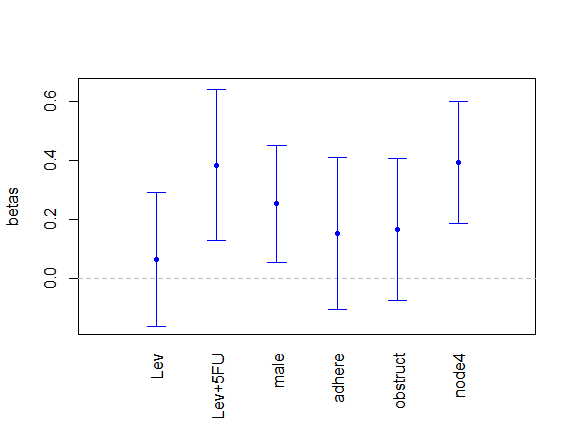 betas
0.6
0.4
0.2
0.0
Lev
Lev+5FU
male
adhere
obstruct
node4